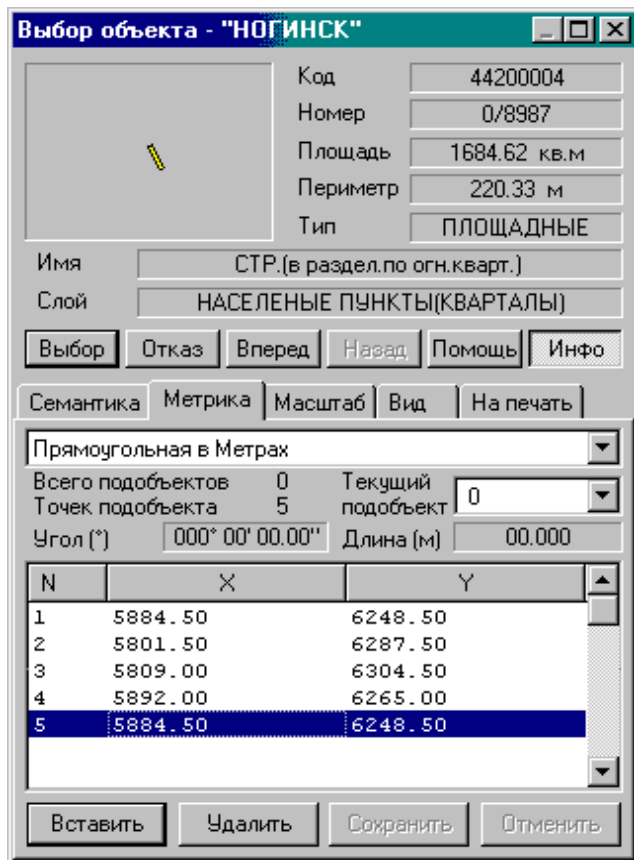 Выбор объекта - "НОГИНСК"
Код 44200004
Номер 0/8987
Площадь 1684.62 кв.м
Периметр 220.33 м
Тип ПЛОЩАДНЫЕ
Имя СТР.(в раздел.по огн.кварт.)
Слой НАСЕЛЕНЫЕ ПУНКТЫ(КВАРТАЛЫ)
Выбор Отказ Вперед Назад Помощь Инфо
Семантика Метрика Масштаб Вид На печать
Прямоугольная в Метрах
Всего подобъектов 0 Текущий
Точек подобъекта 5 подобъект 0
Угол (°) 000° 00' 00.00'' Длина (м) 00.000
N X Y
1 5884.50 6248.50
2 5801.50 6287.50
3 5809.00 6304.50
4 5892.00 6265.00
5 5884.50 6248.50
Вставить Удалить Сохранить Отменить